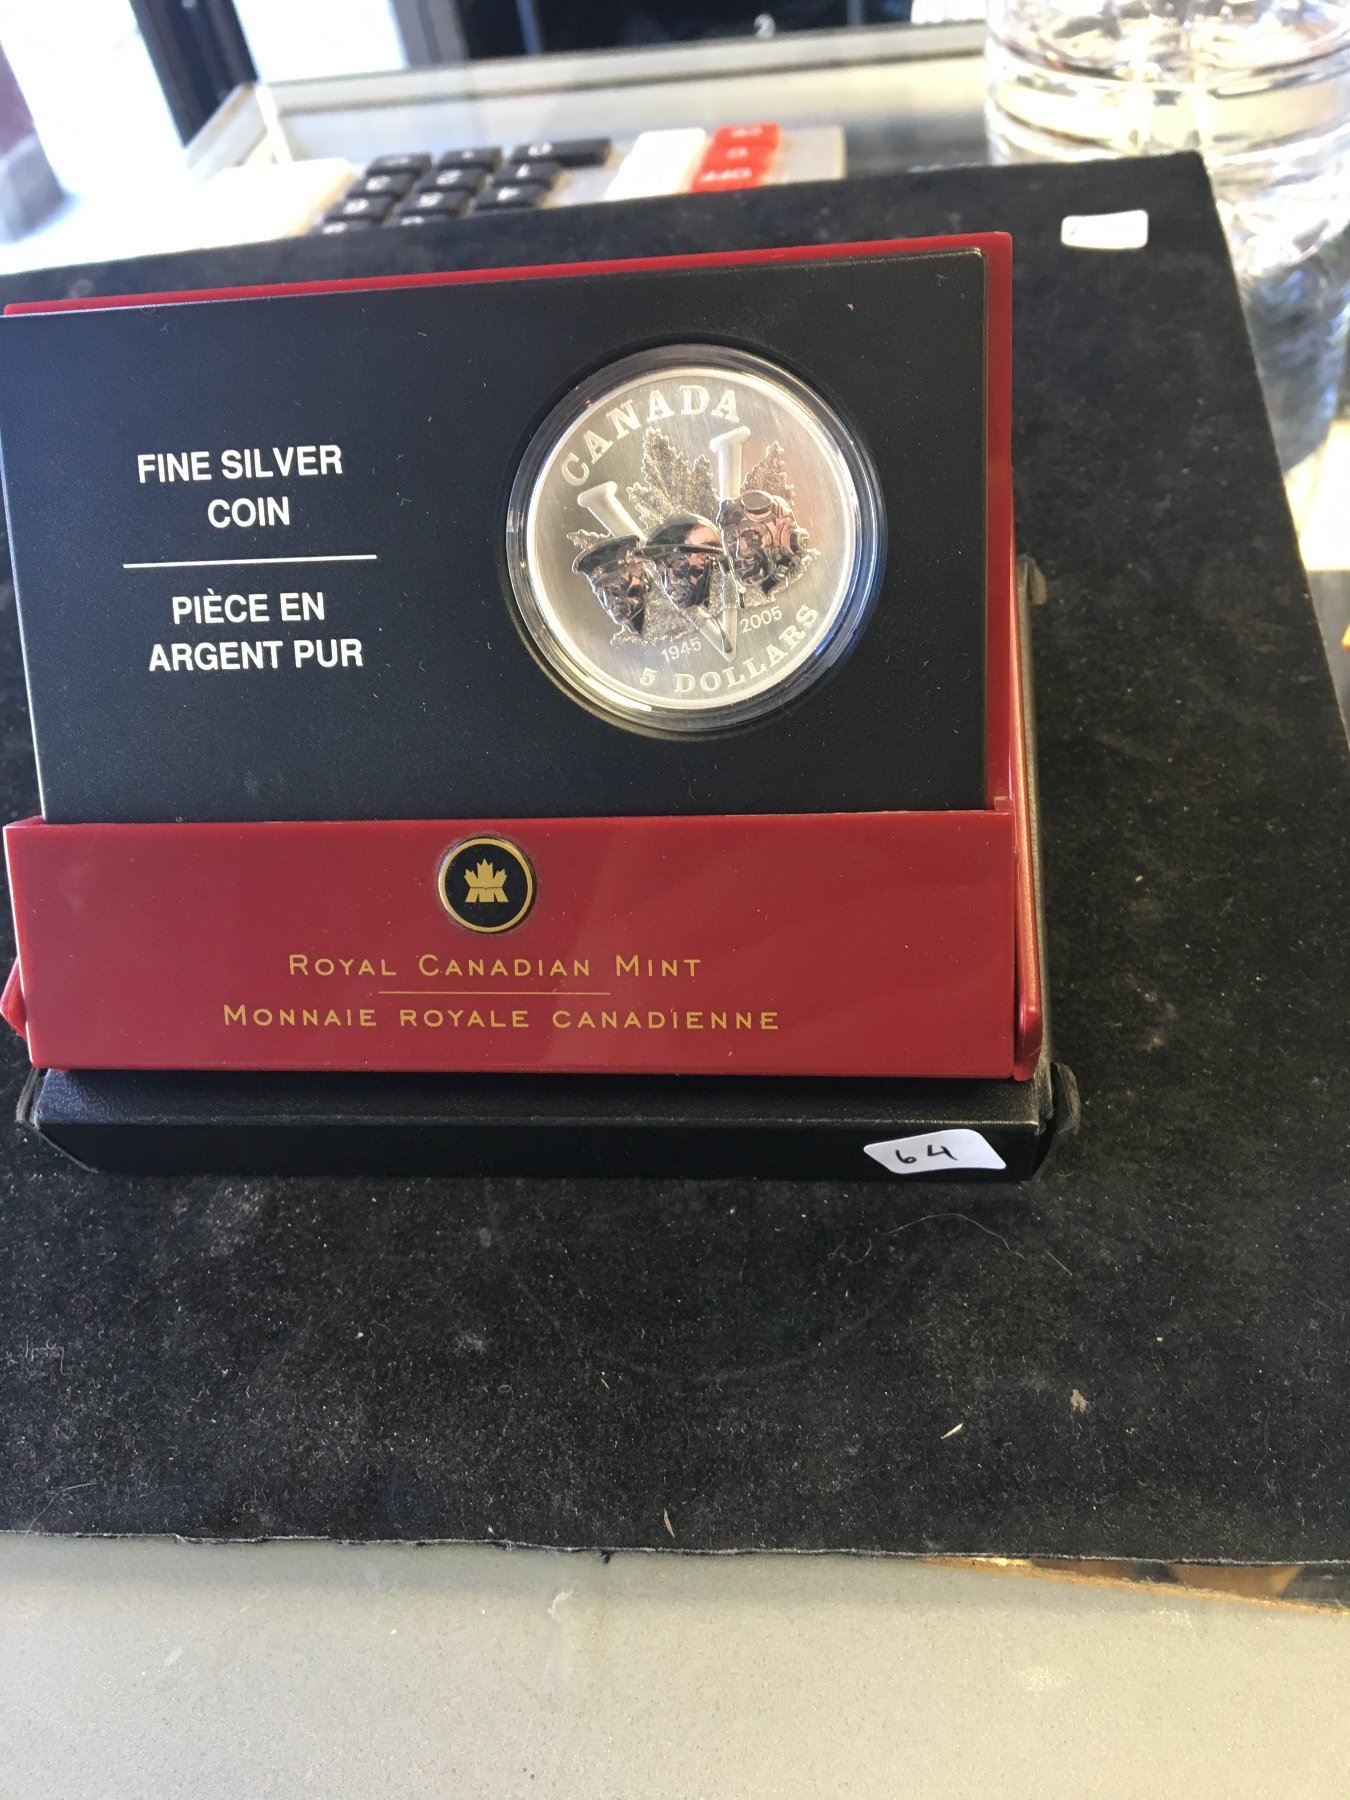 FINE SILVER
COIN
PIÈCE EN
ARGENT PUR
CANADA
1945 2005
5 DOLLARS
ROYAL CANADIAN MINT
MONNAIE ROYALE CANADIENNE
64